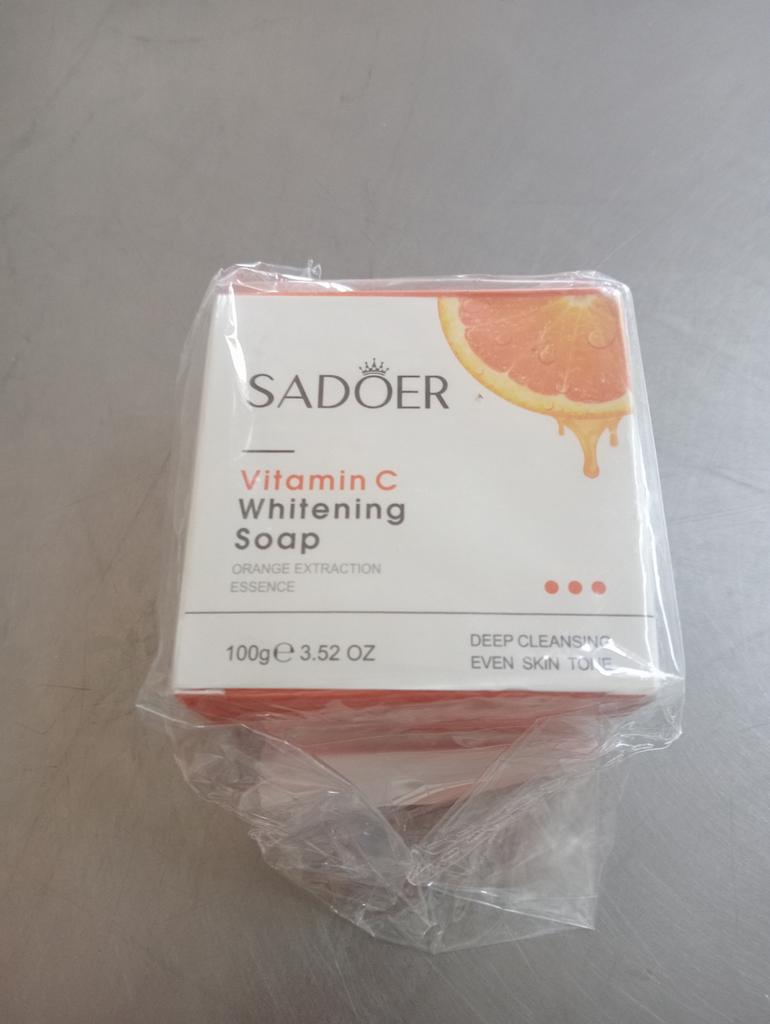 SADOER
Vitamin C
Whitening
Soap
ORANGE EXTRACTION
ESSENCE
100g℮ 3.52 OZ
DEEP CLEANSING
EVEN SKIN TONE